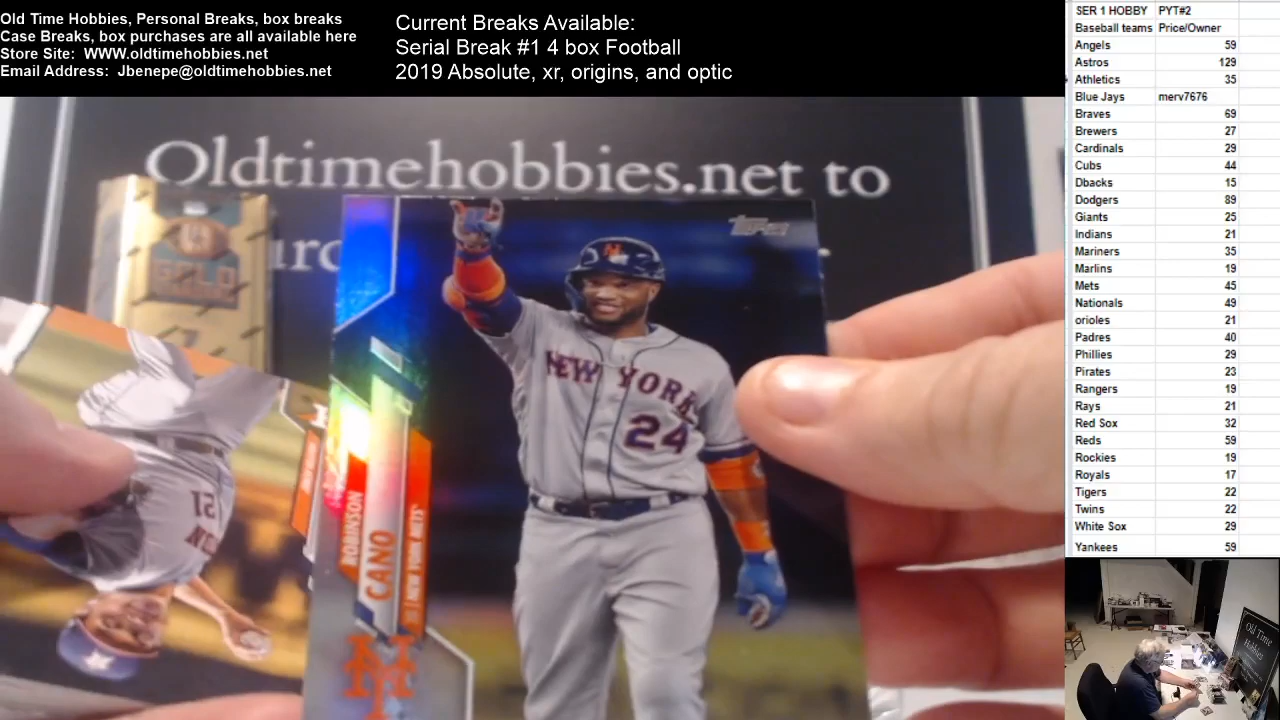 Old Time Hobbies, Personal Breaks, box breaks
Case Breaks, box purchases are all available here
Store Site:  WWW.oldtimehobbies.net
Email Address:  Jbenepe@oldtimehobbies.net
Current Breaks Available:
Serial Break #1 4 box Football
2019 Absolute, xr, origins, and optic
SER 1 HOBBY PYT#2
Baseball teams Price/Owner
Angels 59
Astros 129
Athletics 35
Blue Jays merv7676
Braves 69
Brewers 27
Cardinals 29
Cubs 44
Dbacks 15
Dodgers 89
Giants 25
Indians 21
Mariners 35
Marlins 19
Mets 45
Nationals 49
orioles 21
Padres 40
Phillies 29
Pirates 23
Rangers 19
Rays 21
Red Sox 32
Reds 59
Rockies 19
Royals 17
Tigers 22
Twins 22
White Sox 29
Yankees 59
Oldtimehobbies.net to
topps
NEW YORK
24
ROBINSON
CANO
NEW YORK METS
NY
12
Old Time
Hobbies